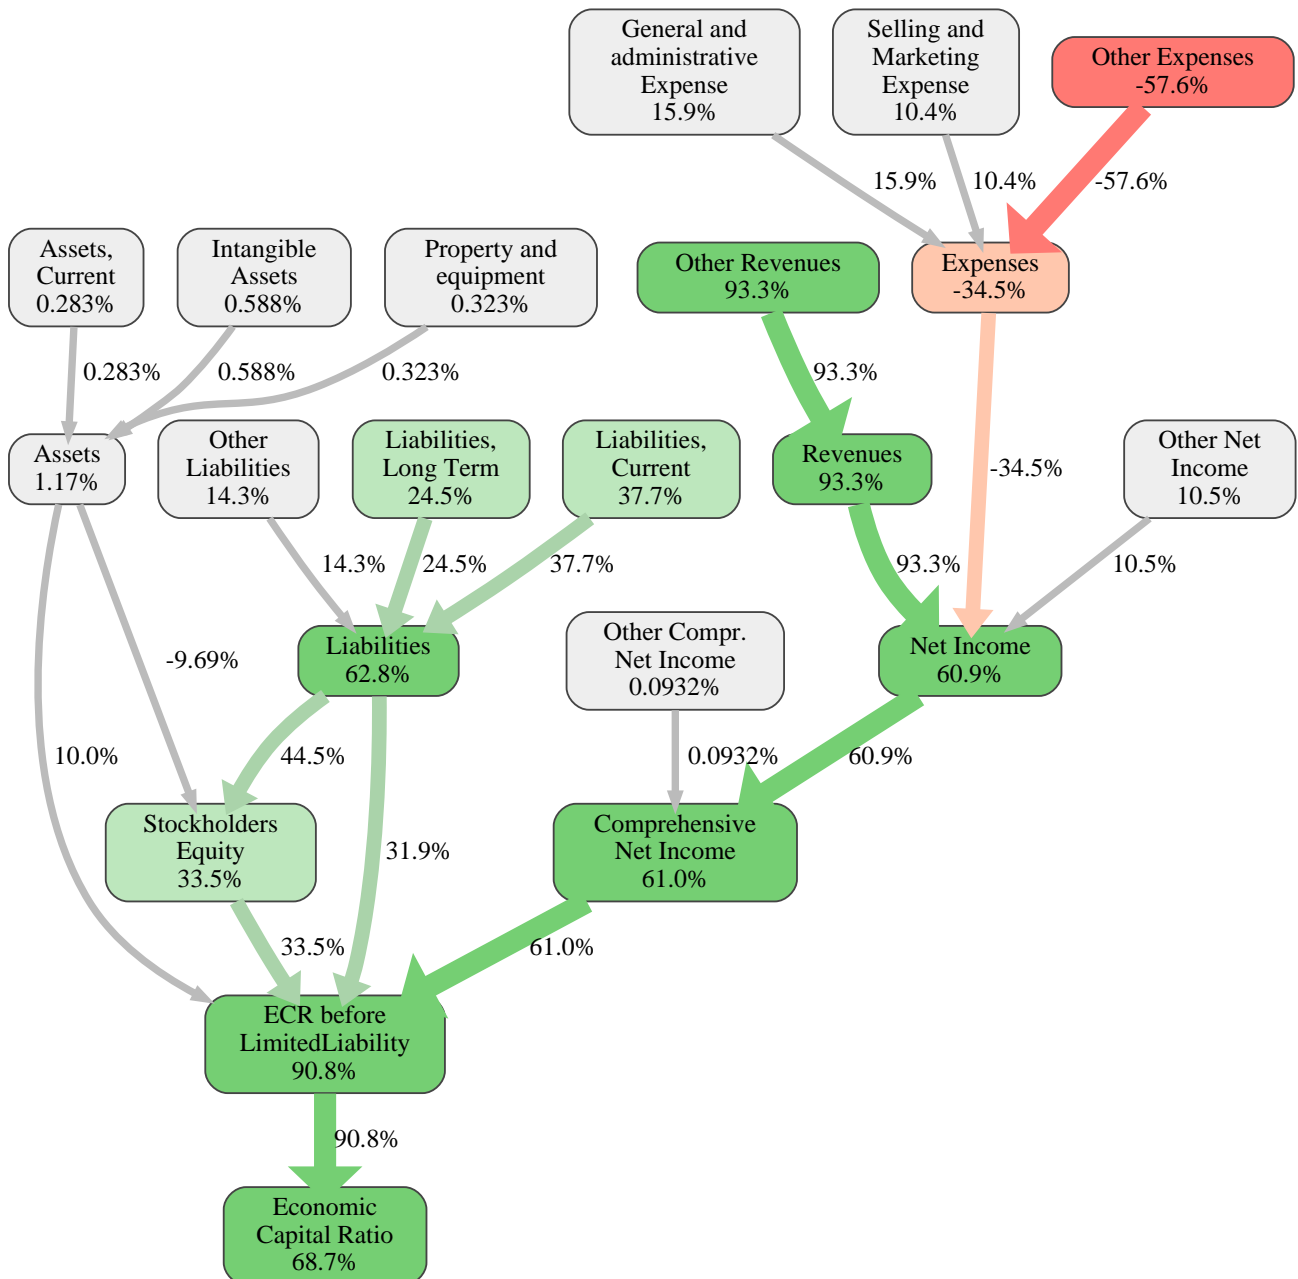 General and
administrative
Expense
15.9%
Selling and
Marketing
Expense
10.4%
Other Expenses
-57.6%
15.9%
10.4%
-57.6%
Assets,
Current
0.283%
Intangible
Assets
0.588%
Property and
equipment
0.323%
Other Revenues
93.3%
Expenses
-34.5%
0.283%
0.588%
0.323%
93.3%
Assets
1.17%
Other
Liabilities
14.3%
Liabilities,
Long Term
24.5%
Liabilities,
Current
37.7%
Revenues
93.3%
-34.5%
Other Net
Income
10.5%
14.3%
24.5%
37.7%
93.3%
10.5%
-9.69%
Liabilities
62.8%
Other Compr.
Net Income
0.0932%
Net Income
60.9%
10.0%
44.5%
0.0932%
60.9%
Stockholders
Equity
33.5%
31.9%
Comprehensive
Net Income
61.0%
33.5%
61.0%
ECR before
LimitedLiability
90.8%
90.8%
Economic
Capital Ratio
68.7%